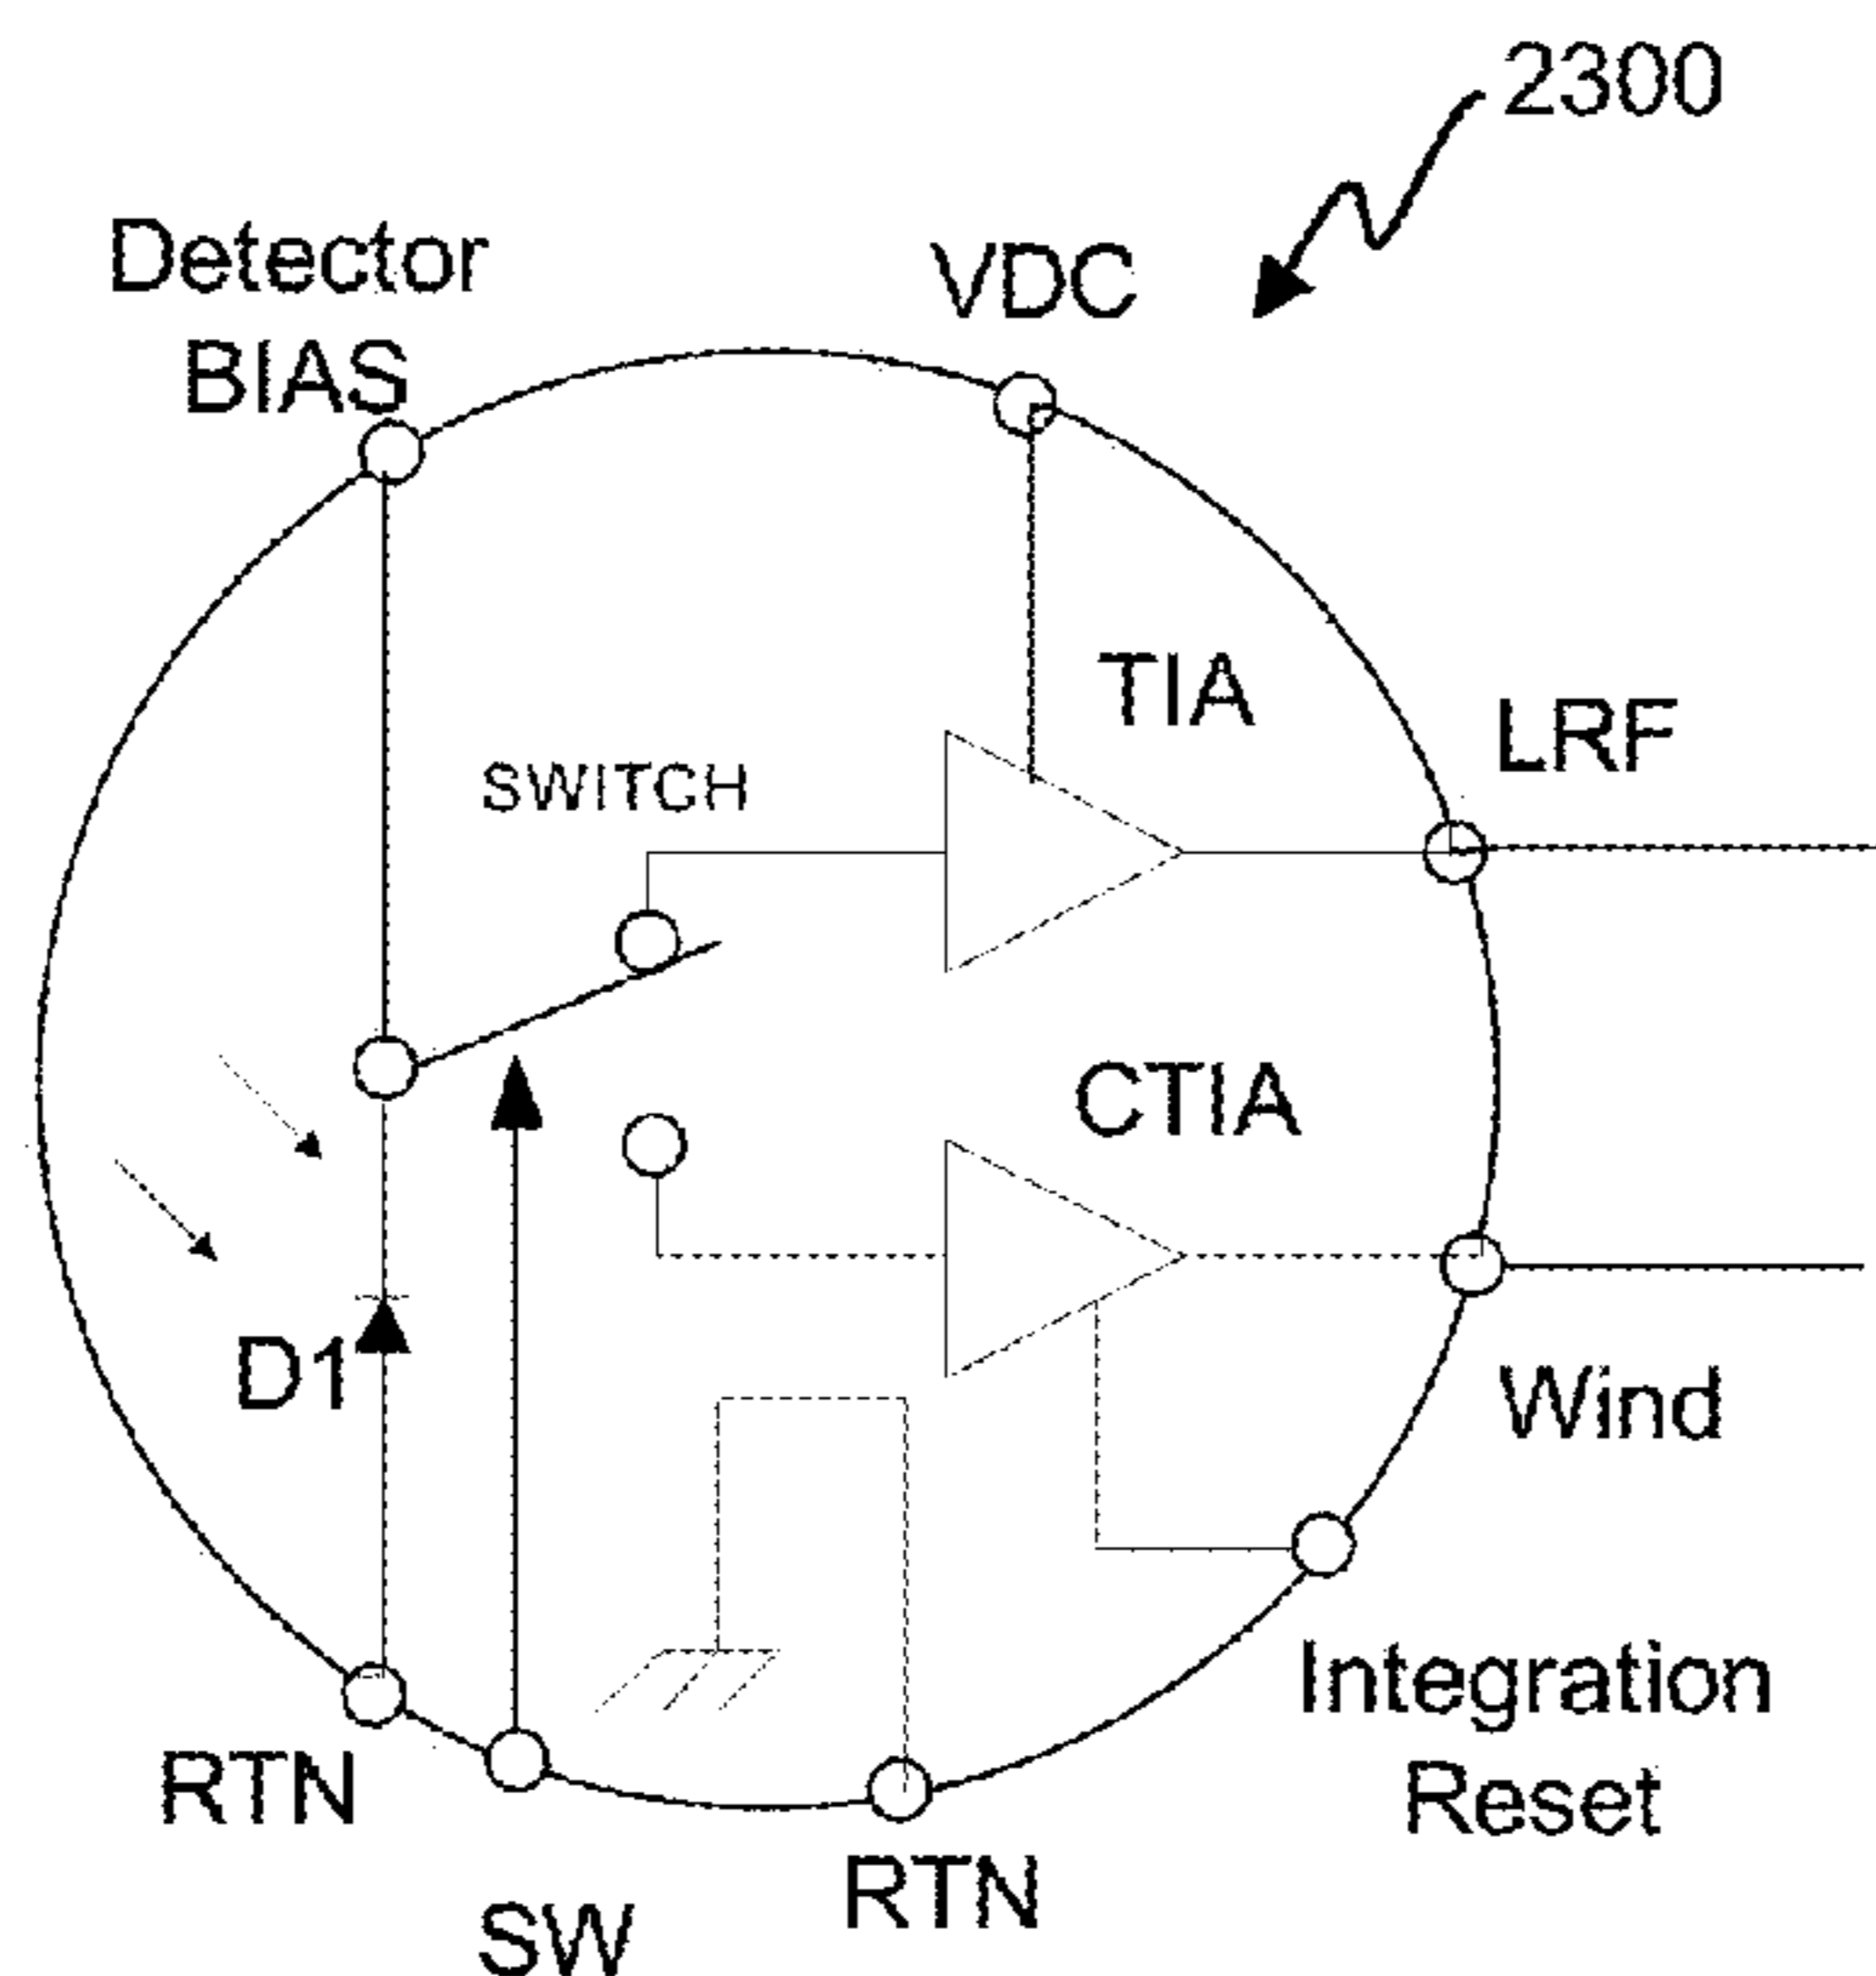 2300
Detector
BIAS
VDC
TIA
LRF
SWITCH
CTIA
D1
Wind
Integration
Reset
RTN
SW
RTN